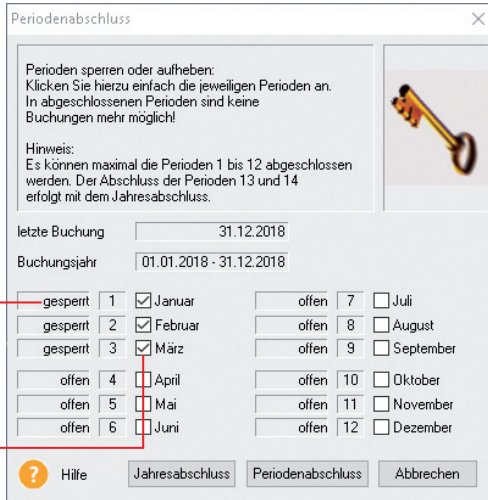 Periodenabschluss
Perioden sperren oder aufheben:
Klicken Sie hierzu einfach die jeweiligen Perioden an.
In abgeschlossenen Perioden sind keine
Buchungen mehr möglich!
Hinweis:
Es können maximal die Perioden 1 bis 12 abgeschlossen
werden. Der Abschluss der Perioden 13 und 14
erfolgt mit dem Jahresabschluss.
letzte Buchung 31.12.2018
Buchungsjahr 01.01.2018 - 31.12.2018
gesperrt 1 Januar offen 7 Juli
gesperrt 2 Februar offen 8 August
gesperrt 3 März offen 9 September
offen 4 April offen 10 Oktober
offen 5 Mai offen 11 November
offen 6 Juni offen 12 Dezember
? Hilfe Jahresabschluss Periodenabschluss Abbrechen